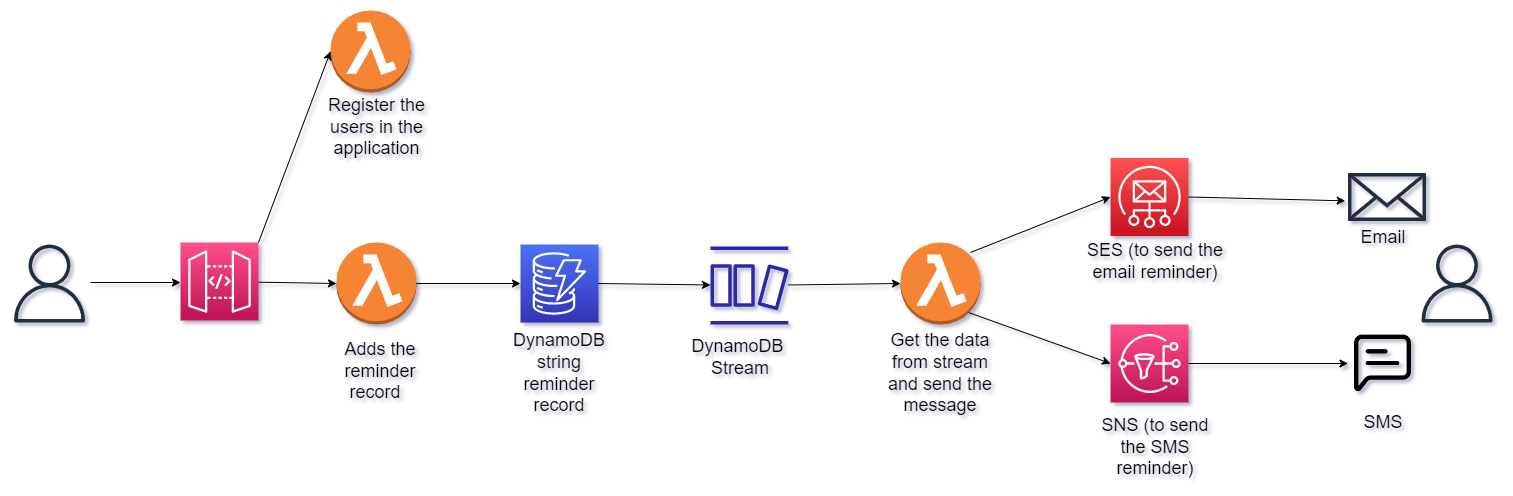 Register the
users in the
application
Adds the
reminder
record
DynamoDB
string
reminder
record
DynamoDB
Stream
Get the data
from stream
and send the
message
SES (to send the
email reminder)
Email
SNS (to send
the SMS
reminder)
SMS